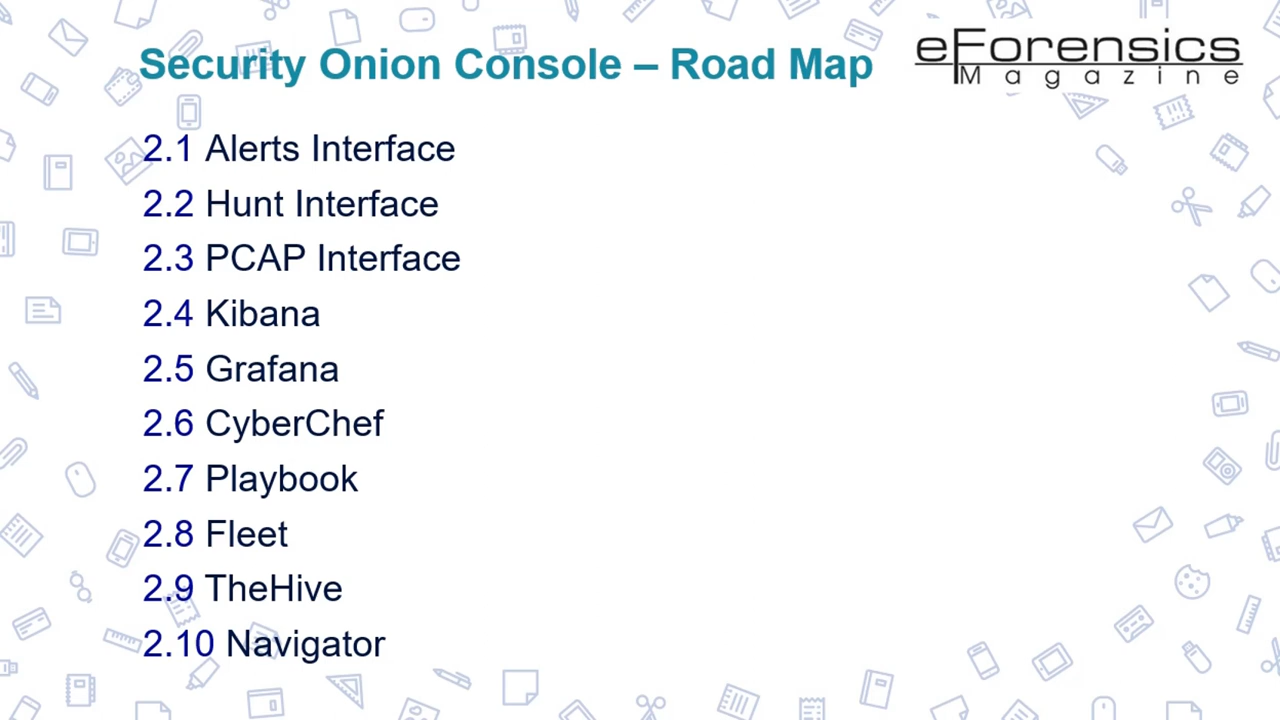 Security Onion Console – Road Map
eForensics
Magazine
2.1 Alerts Interface
2.2 Hunt Interface
2.3 PCAP Interface
2.4 Kibana
2.5 Grafana
2.6 CyberChef
2.7 Playbook
2.8 Fleet
2.9 TheHive
2.10 Navigator